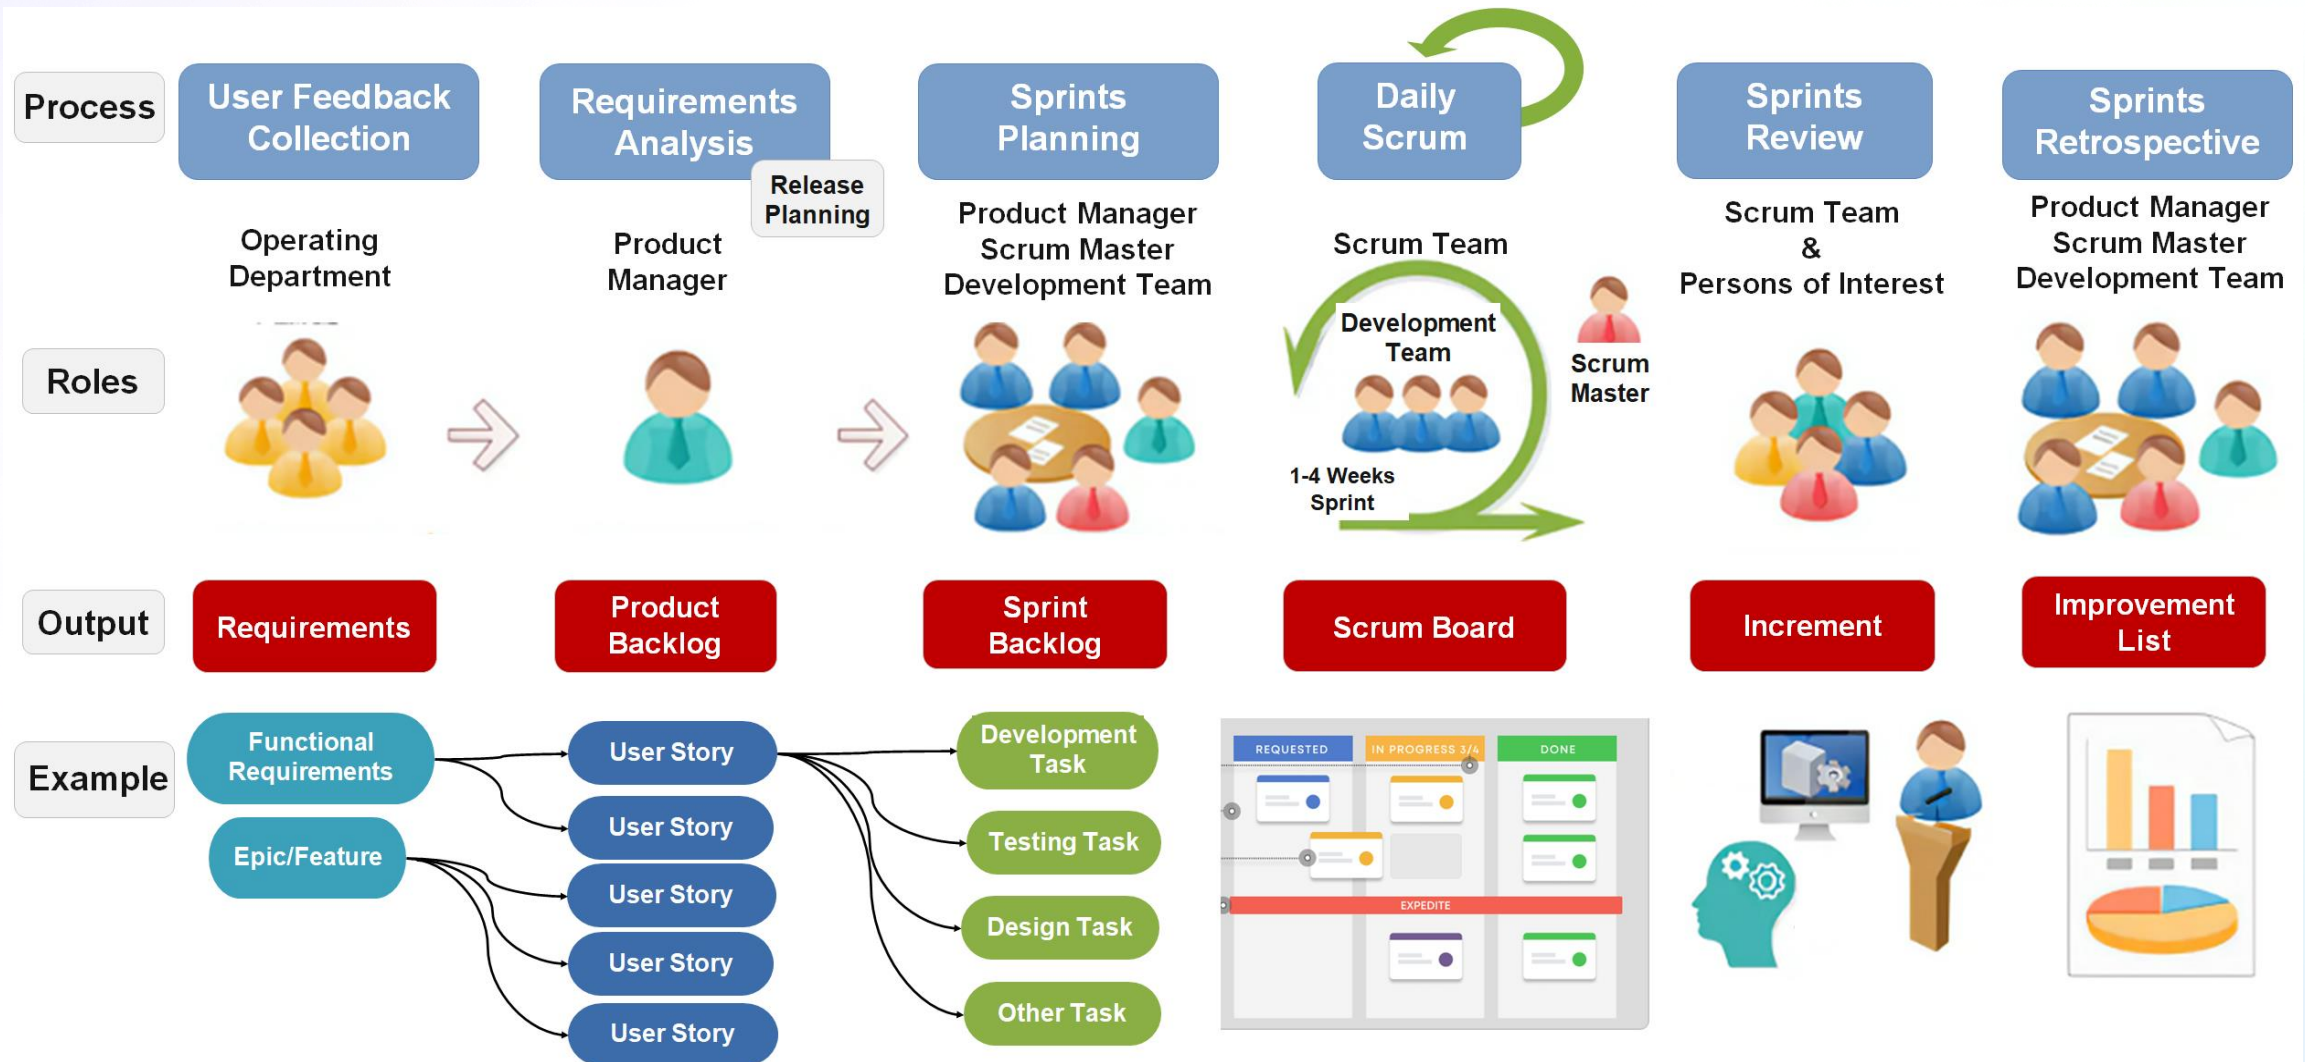 Process
User Feedback
Collection
Requirements
Analysis
Release
Planning
Sprints
Planning
Daily
Scrum
Sprints
Review
Sprints
Retrospective
Roles
Operating
Department
Product
Manager
Product Manager
Scrum Master
Development Team
Scrum Team
Development
Team
1-4 Weeks
Sprint
Scrum
Master
Scrum Team
&
Persons of Interest
Product Manager
Scrum Master
Development Team
Output
Requirements
Product
Backlog
Sprint
Backlog
Scrum Board
Increment
Improvement
List
Example
Functional
Requirements
Epic/Feature
User Story
User Story
User Story
User Story
User Story
Development
Task
Testing Task
Design Task
Other Task
REQUESTED
IN PROGRESS 3/4
DONE
EXPEDITE